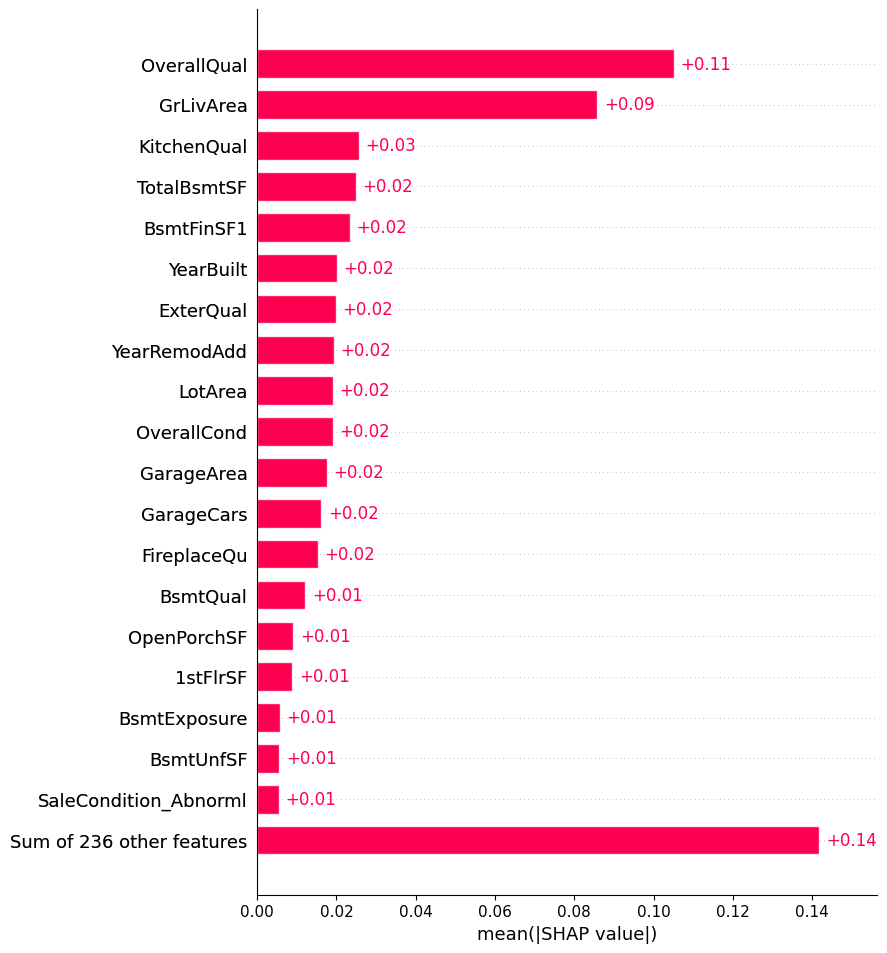 OverallQual +0.11
GrLivArea +0.09
KitchenQual +0.03
TotalBsmtSF +0.02
BsmtFinSF1 +0.02
YearBuilt +0.02
ExterQual +0.02
YearRemodAdd +0.02
LotArea +0.02
OverallCond +0.02
GarageArea +0.02
GarageCars +0.02
FireplaceQu +0.02
BsmtQual +0.01
OpenPorchSF +0.01
1stFlrSF +0.01
BsmtExposure +0.01
BsmtUnfSF +0.01
SaleCondition_Abnorml +0.01
Sum of 236 other features +0.14
0.00 0.02 0.04 0.06 0.08 0.10 0.12 0.14
mean(|SHAP value|)